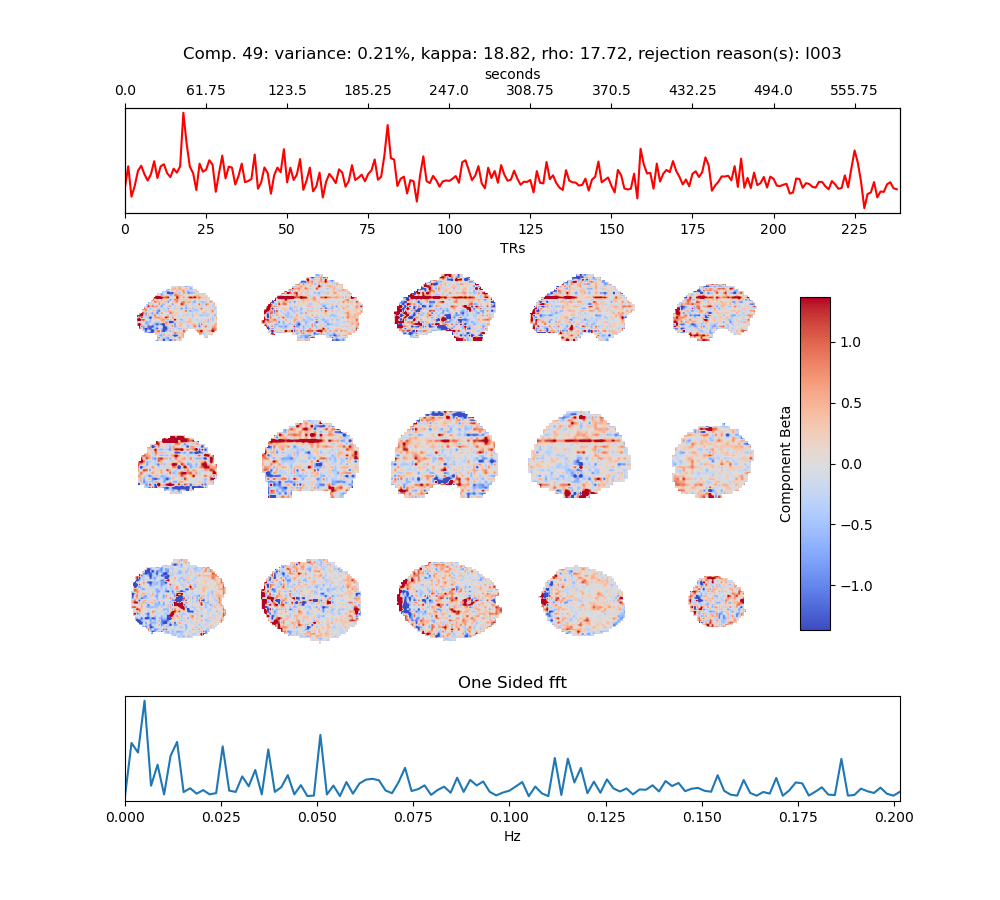 Comp. 49: variance: 0.21%, kappa: 18.82, rho: 17.72, rejection reason(s): I003
seconds
0.0 61.75 123.5 185.25 247.0 308.75 370.5 432.25 494.0 555.75
0 25 50 75 100 125 150 175 200 225
TRs
1.0
0.5
0.0
−0.5
−1.0
Component Beta
One Sided fft
0.000 0.025 0.050 0.075 0.100 0.125 0.150 0.175 0.200
Hz